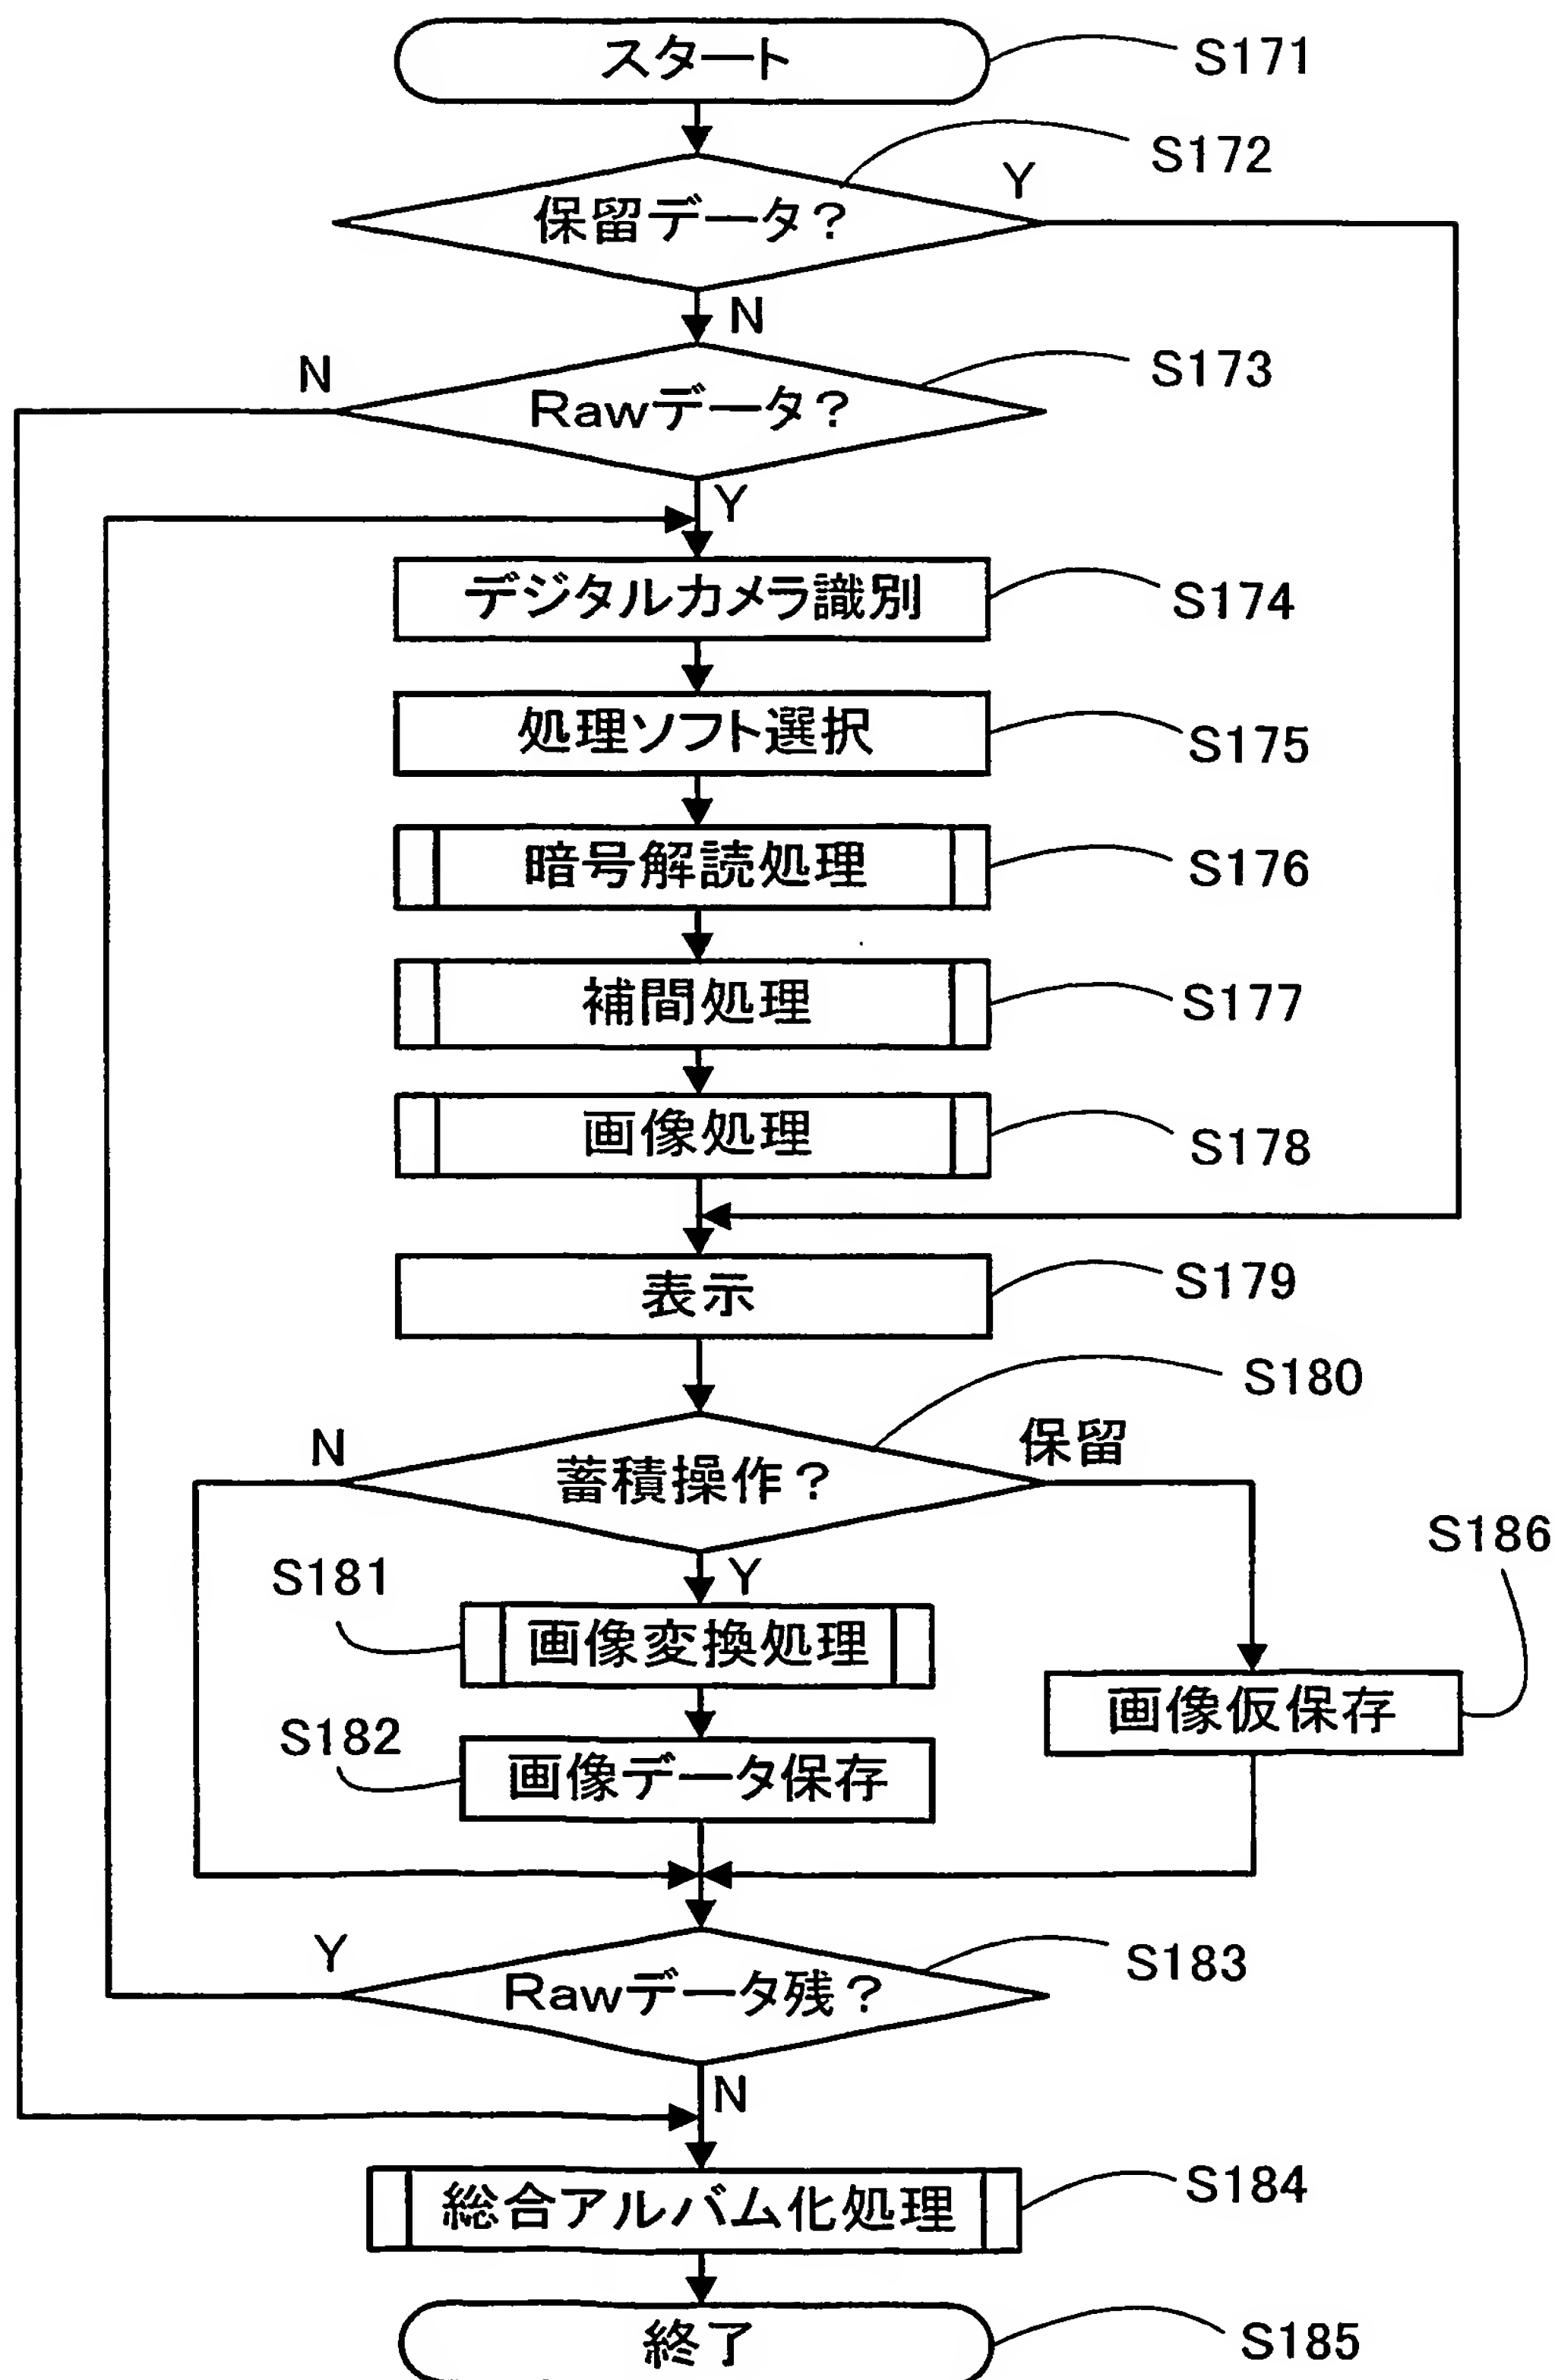 スタート
S171
S172
保留データ?
Y
N
S173
N
Rawデータ?
Y
デジタルカメラ識別
S174
処理ソフト選択
S175
暗号解読処理
S176
補間処理
S177
画像処理
S178
表示
S179
S180
N
保留
蓄積操作?
S186
S181
Y
画像変換処理
画像仮保存
S182
画像データ保存
Y
S183
Rawデータ残?
N
総合アルバム化処理
S184
終了
S185